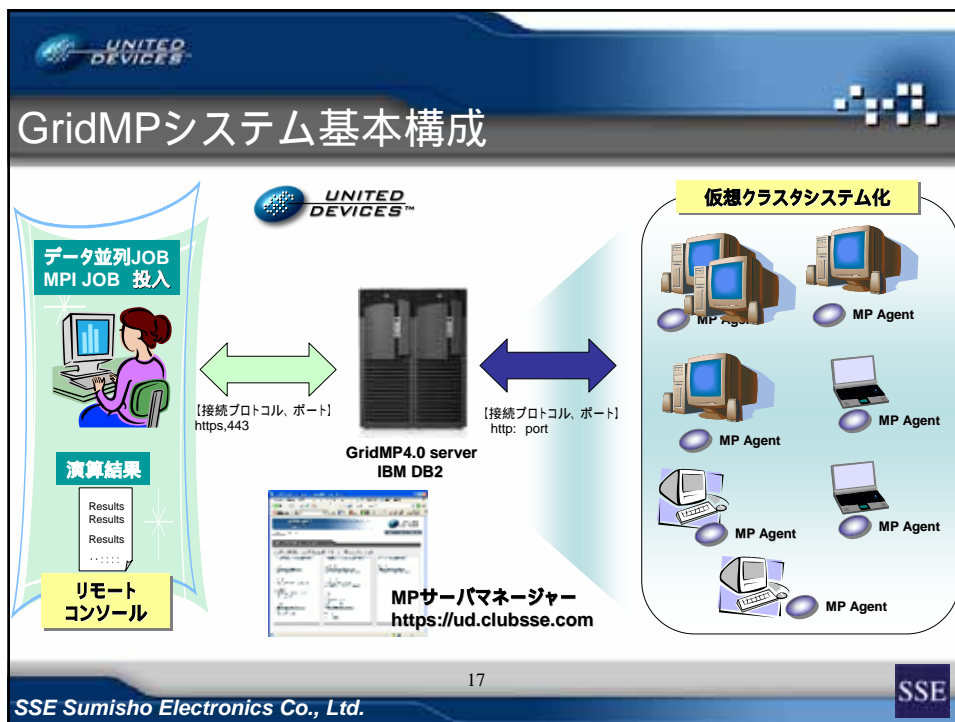 UNITED
DEVICES
GridMPシステム基本構成
UNITED
DEVICES™
データ並列JOB
MPI JOB 投入
【接続プロトコル、ポート】
https,443
演算結果
Results
Results
Results
リモート
コンソール
GridMP4.0 server
IBM DB2
MPサーバマネージャー
https://ud.clubsse.com
【接続プロトコル、ポート】
http: port
仮想クラスタシステム化
MP Agent
MP Agent
MP Agent
MP Agent
MP Agent
MP Agent
MP Agent
17
SSE Sumisho Electronics Co., Ltd.
SSE